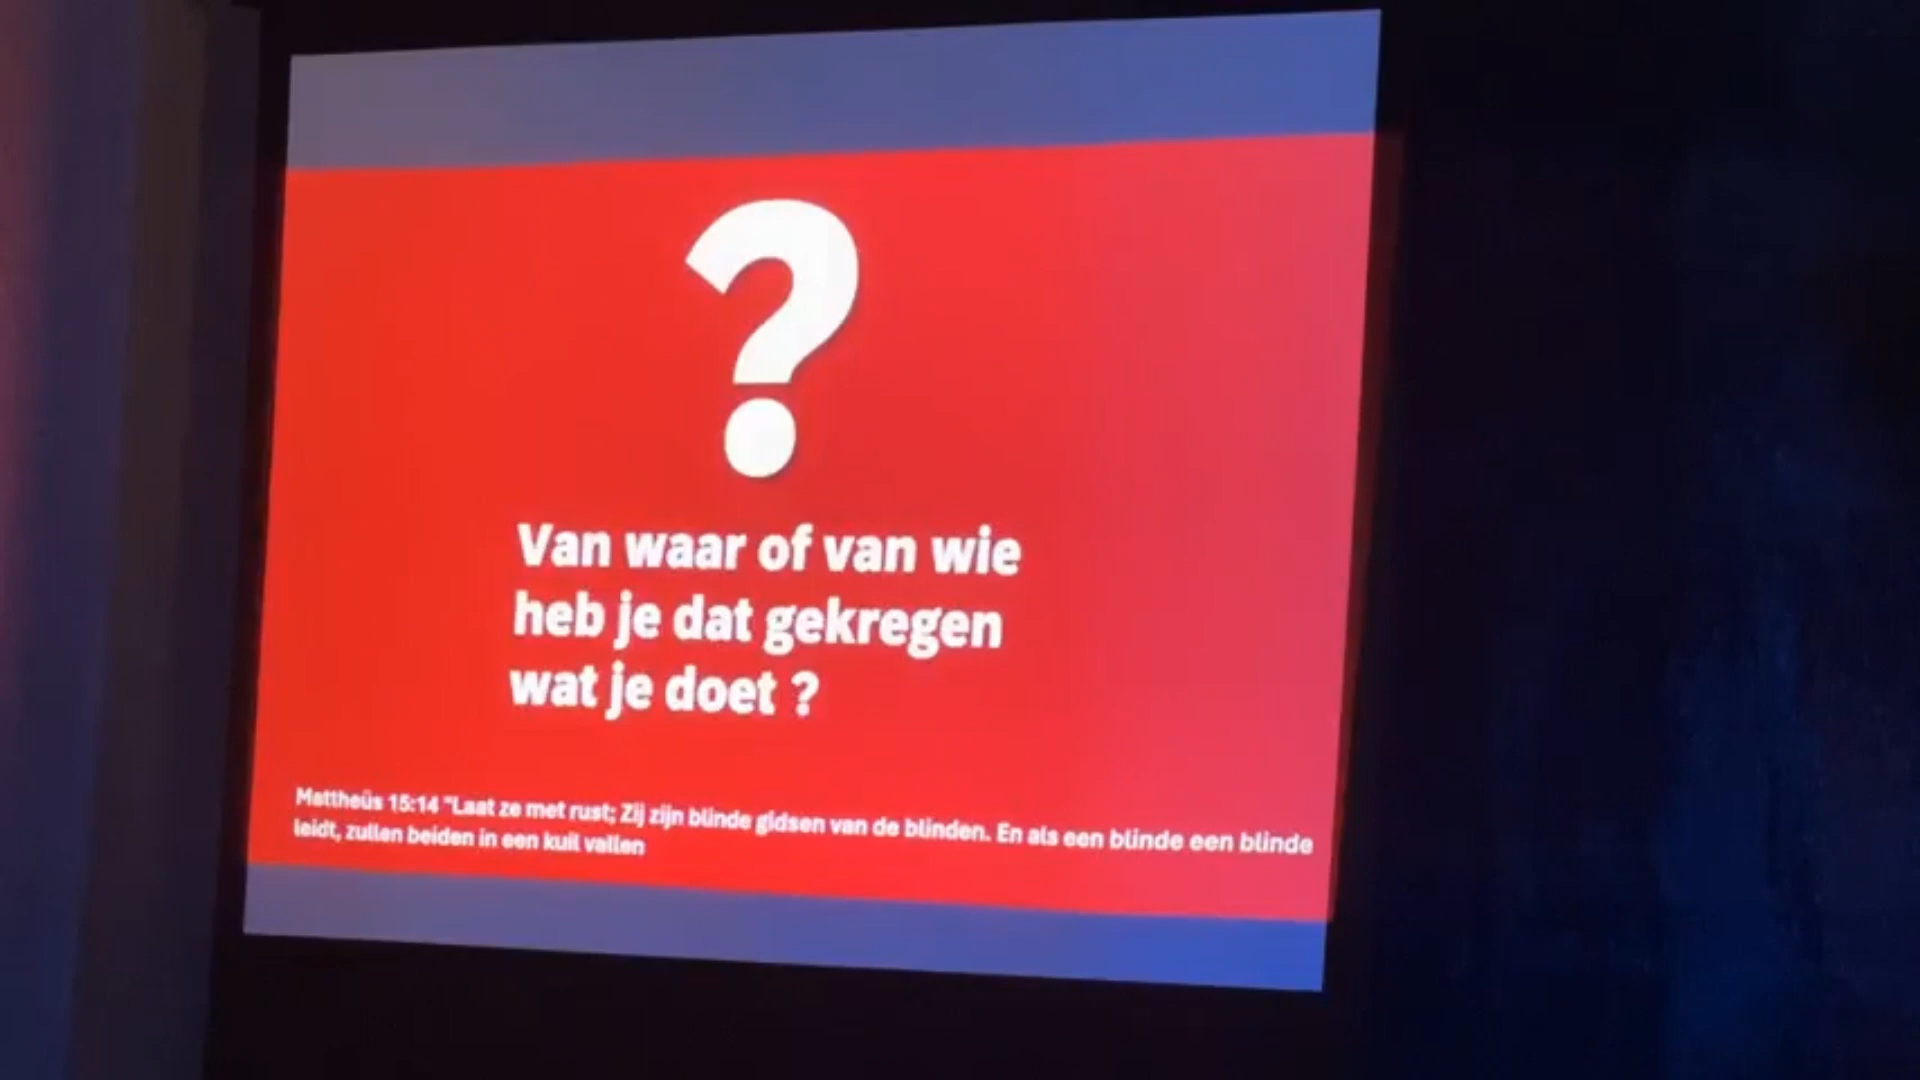 ?
Van waar of van wie
heb je dat gekregen
wat je doet ?
Mattheüs 15:14 "Laat ze met rust; Zij zijn blinde gidsen van de blinden. En als een blinde een blinde
leidt, zullen beiden in een kuil vallen